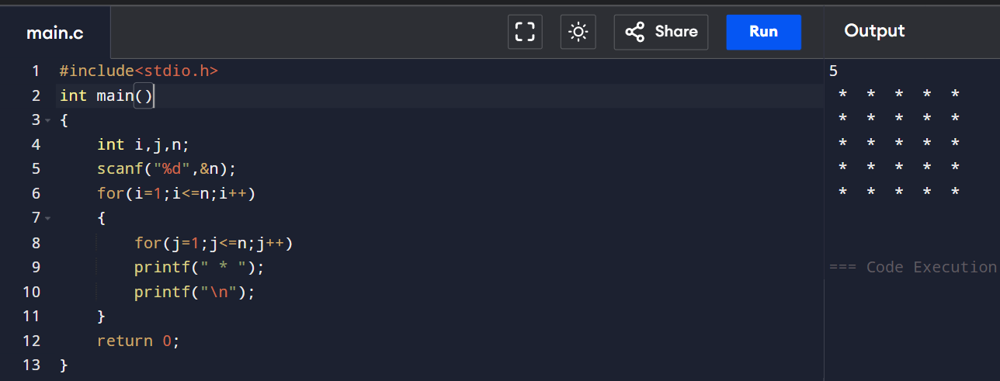 main.c
Share
Run
Output
1 #include<stdio.h>
2 int main()
3 {
4     int i,j,n;
5     scanf("%d",&n);
6     for(i=1;i<=n;i++)
7     {
8         for(j=1;j<=n;j++)
9         printf(" * ");
10         printf("\n");
11     }
12     return 0;
13 }
5
 *  *  *  *  *
 *  *  *  *  *
 *  *  *  *  *
 *  *  *  *  *
 *  *  *  *  *
=== Code Execution